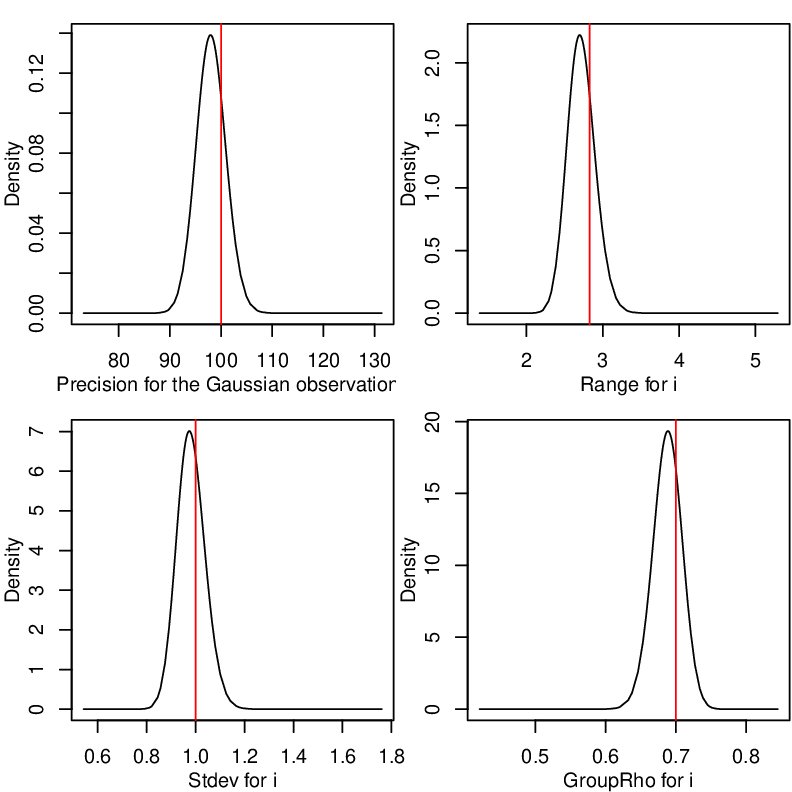 Density
0.00 0.04 0.08 0.12
80 90 100 110 120 130
Precision for the Gaussian observation
Density
0.0 0.5 1.0 1.5 2.0
2 3 4 5
Range for i
Density
0 1 2 3 4 5 6 7
0.6 0.8 1.0 1.2 1.4 1.6 1.8
Stdev for i
Density
0 5 10 15 20
0.5 0.6 0.7 0.8
GroupRho for i